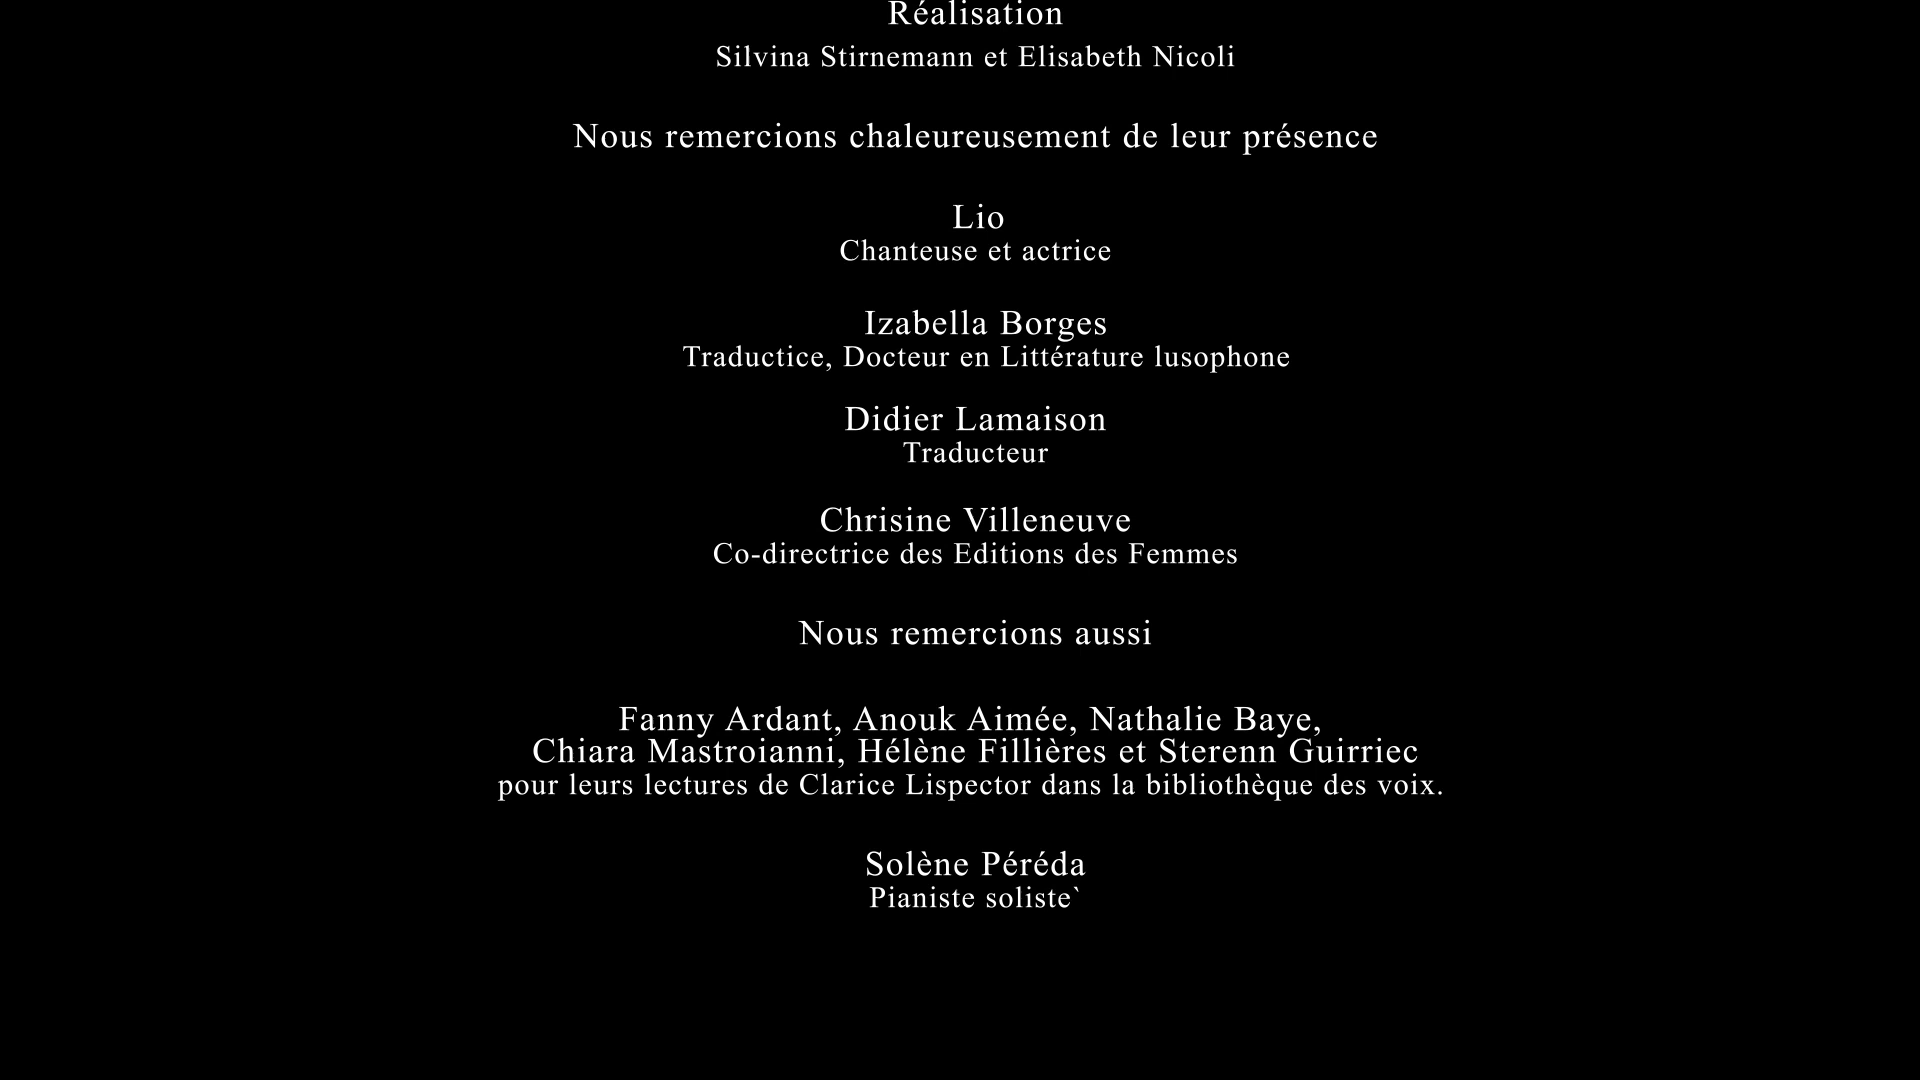 Réalisation
Silvina Stirnemann et Elisabeth Nicoli
Nous remercions chaleureusement de leur présence
Lio
Chanteuse et actrice
Izabella Borges
Traductice, Docteur en Littérature lusophone
Didier Lamaison
Traducteur
Chrisine Villeneuve
Co-directrice des Editions des Femmes
Nous remercions aussi
Fanny Ardant, Anouk Aimée, Nathalie Baye,
Chiara Mastroianni, Hélène Fillières et Sterenn Guirriec
pour leurs lectures de Clarice Lispector dans la bibliothèque des voix.
Solène Péréda
Pianiste soliste`